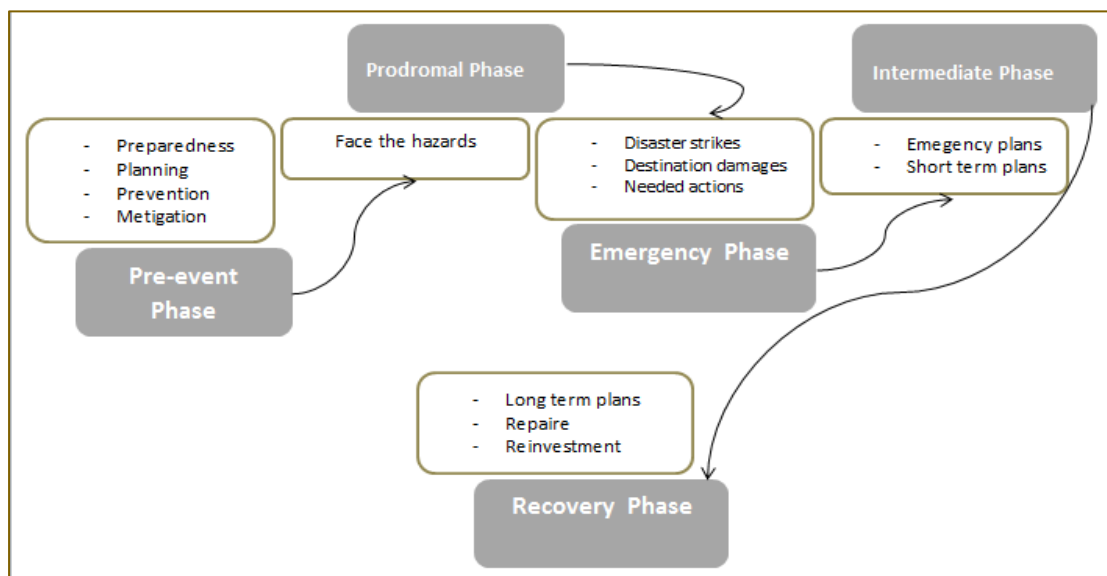 Prodromal Phase
Intermediate Phase
- Preparedness
- Planning
- Prevention
- Metigation
Face the hazards
- Disaster strikes
- Destination damages
- Needed actions
- Emegency plans
- Short term plans
Pre-event
Phase
Emergency Phase
- Long term plans
- Repaire
- Reinvestment
Recovery Phase